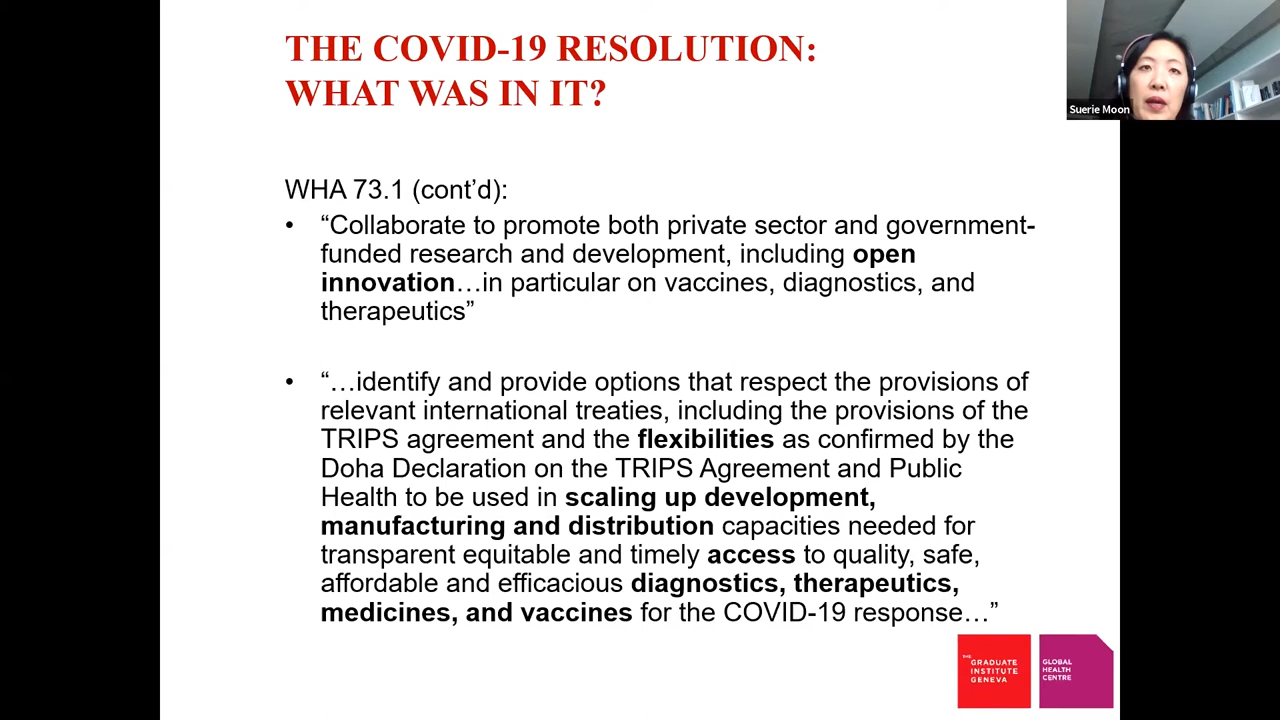 THE COVID-19 RESOLUTION:
WHAT WAS IN IT?
Suerie Moon
WHA 73.1 (cont’d):
• “Collaborate to promote both private sector and government-
funded research and development, including open
innovation…in particular on vaccines, diagnostics, and
therapeutics”
• “…identify and provide options that respect the provisions of
relevant international treaties, including the provisions of the
TRIPS agreement and the flexibilities as confirmed by the
Doha Declaration on the TRIPS Agreement and Public
Health to be used in scaling up development,
manufacturing and distribution capacities needed for
transparent equitable and timely access to quality, safe,
affordable and efficacious diagnostics, therapeutics,
medicines, and vaccines for the COVID-19 response…”
THE
GRADUATE
INSTITUTE
GENEVA
GLOBAL
HEALTH
CENTRE